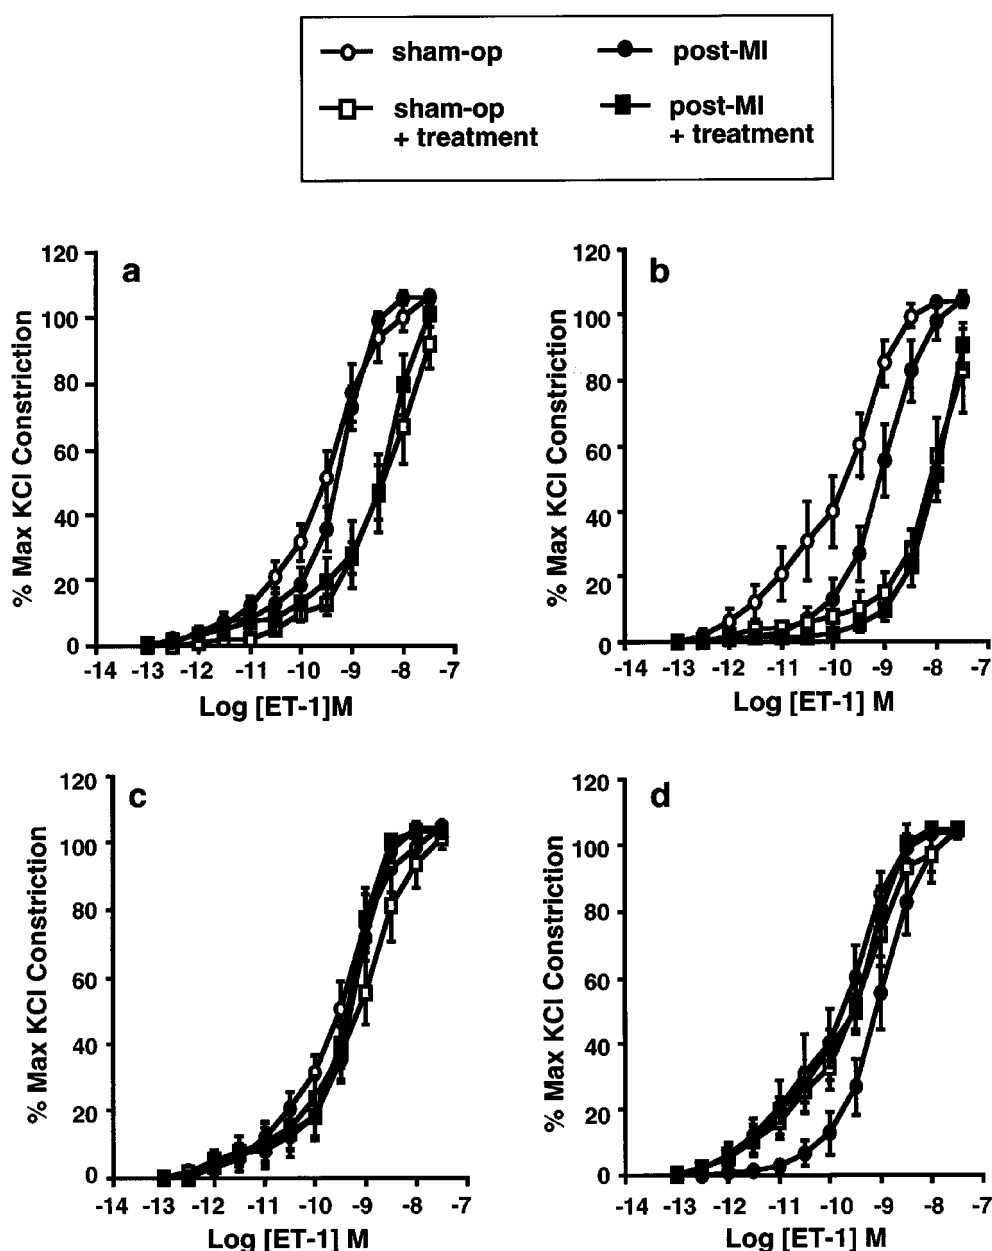 sham-op
post-MI
sham-op
+ treatment
post-MI
+ treatment
a
120
100
80
60
40
20
0
% Max KCl Constriction
-14 -13 -12 -11 -10 -9 -8 -7
Log [ET-1]M
b
120
100
80
60
40
20
0
% Max KCl Constriction
-14 -13 -12 -11 -10 -9 -8 -7
Log [ET-1] M
c
120
100
80
60
40
20
0
% Max KCl Constriction
-14 -13 -12 -11 -10 -9 -8 -7
Log [ET-1] M
d
120
100
80
60
40
20
0
% Max KCl Constriction
-14 -13 -12 -11 -10 -9 -8 -7
Log [ET-1] M